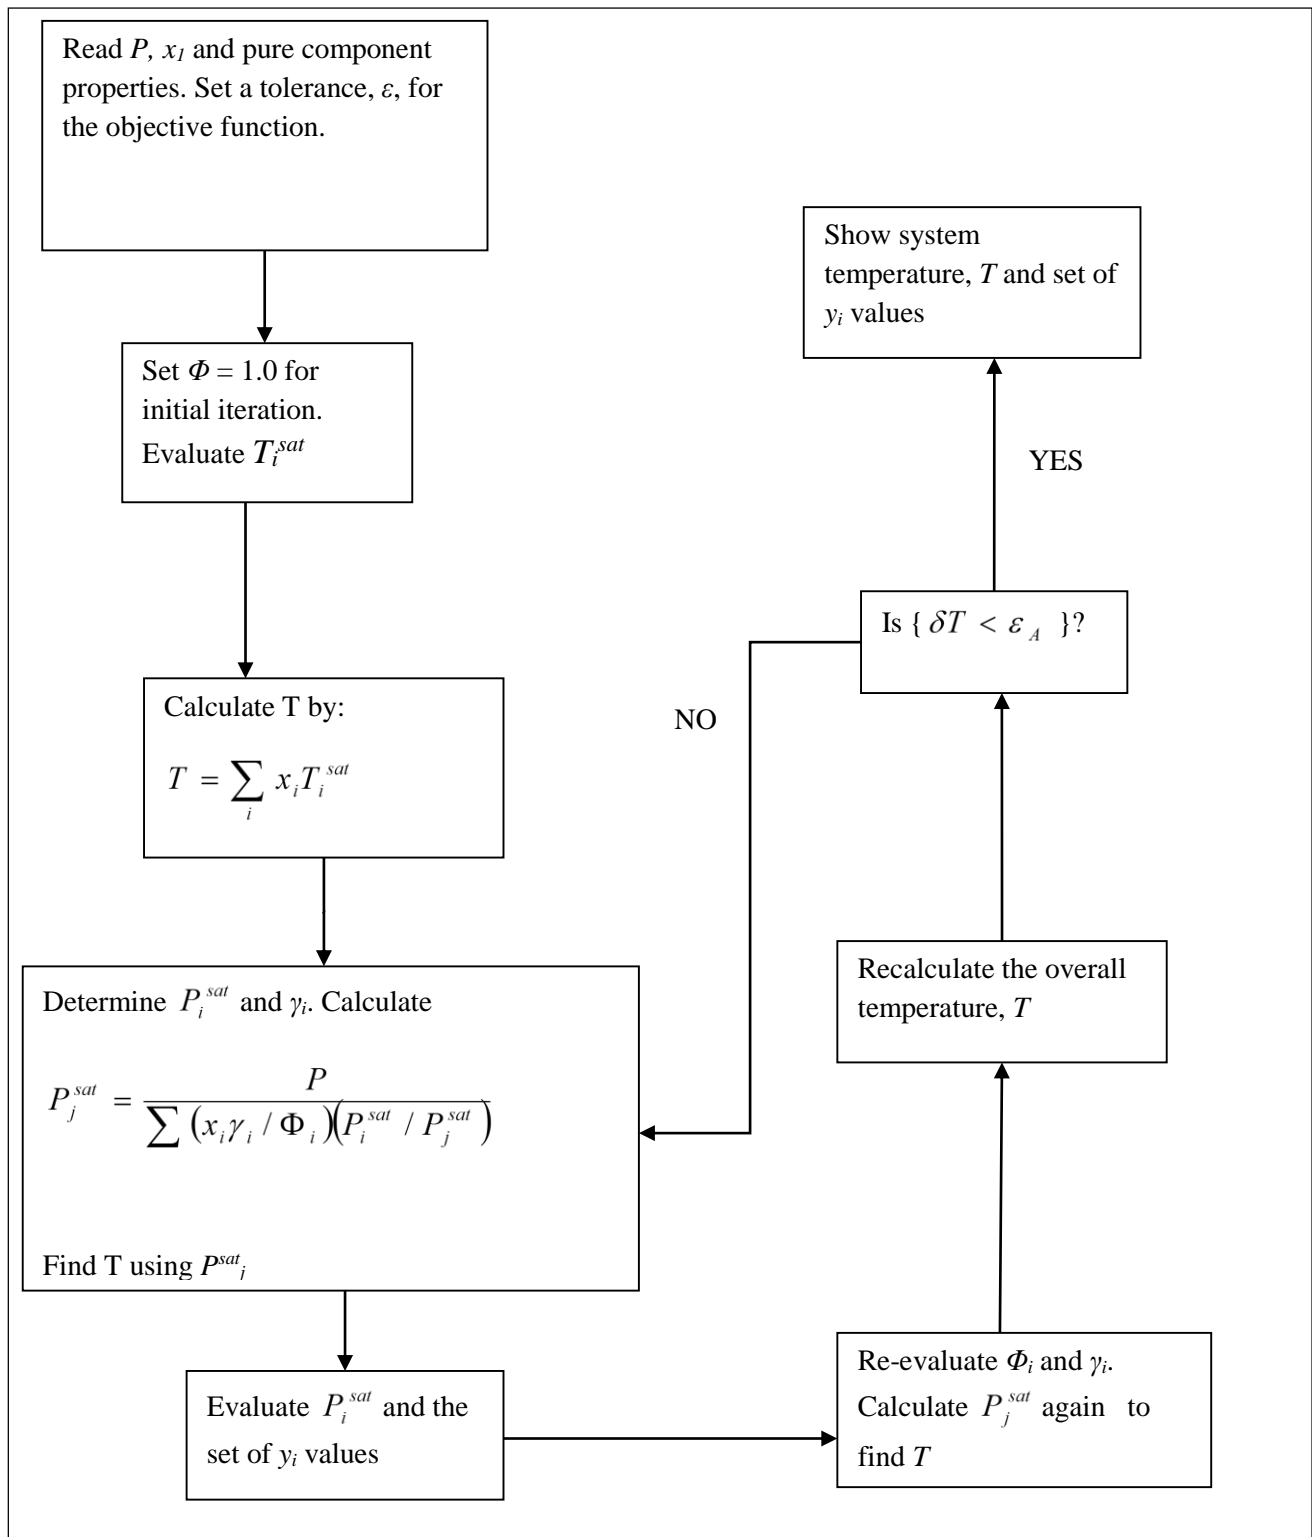 Read P, x₁ and pure component
properties. Set a tolerance, ε, for
the objective function.
Set Φ = 1.0 for
initial iteration.
Evaluate Tᵢˢᵃᵗ
Calculate T by:
T = ∑ᵢ xᵢTᵢˢᵃᵗ
Determine Pᵢˢᵃᵗ and γᵢ. Calculate
Pⱼˢᵃᵗ = P / ∑ (xᵢγᵢ / Φᵢ)(Pᵢˢᵃᵗ / Pⱼˢᵃᵗ)
Find T using Pˢᵃᵗⱼ
Evaluate Pᵢˢᵃᵗ and the
set of yᵢ values
Re-evaluate Φᵢ and γᵢ.
Calculate Pⱼˢᵃᵗ again to
find T
Recalculate the overall
temperature, T
Is { δT < ε_A }?
NO
YES
Show system
temperature, T and set of
yᵢ values